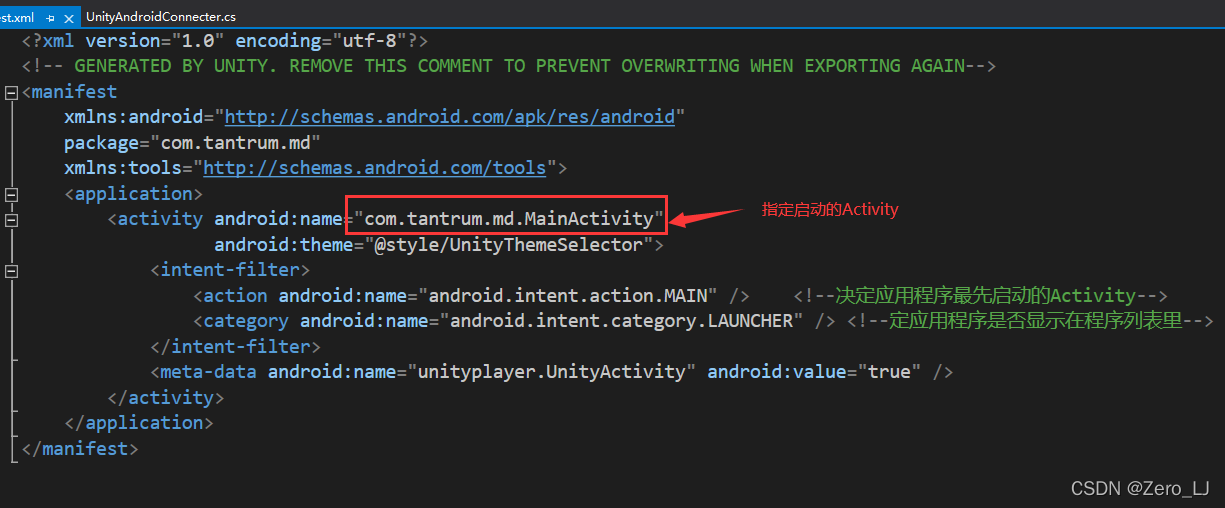 est.xml UnityAndroidConnecter.cs
<?xml version="1.0" encoding="utf-8"?>
<!-- GENERATED BY UNITY. REMOVE THIS COMMENT TO PREVENT OVERWRITING WHEN EXPORTING AGAIN-->
<manifest
xmlns:android="http://schemas.android.com/apk/res/android"
package="com.tantrum.md"
xmlns:tools="http://schemas.android.com/tools">
<application>
<activity android:name="com.tantrum.md.MainActivity" 指定启动的Activity
android:theme="@style/UnityThemeSelector">
<intent-filter>
<action android:name="android.intent.action.MAIN" /> <!--决定应用程序最先启动的Activity-->
<category android:name="android.intent.category.LAUNCHER" /> <!--定应用程序是否显示在程序列表里-->
</intent-filter>
<meta-data android:name="unityplayer.UnityActivity" android:value="true" />
</activity>
</application>
</manifest>
CSDN @Zero_LJ